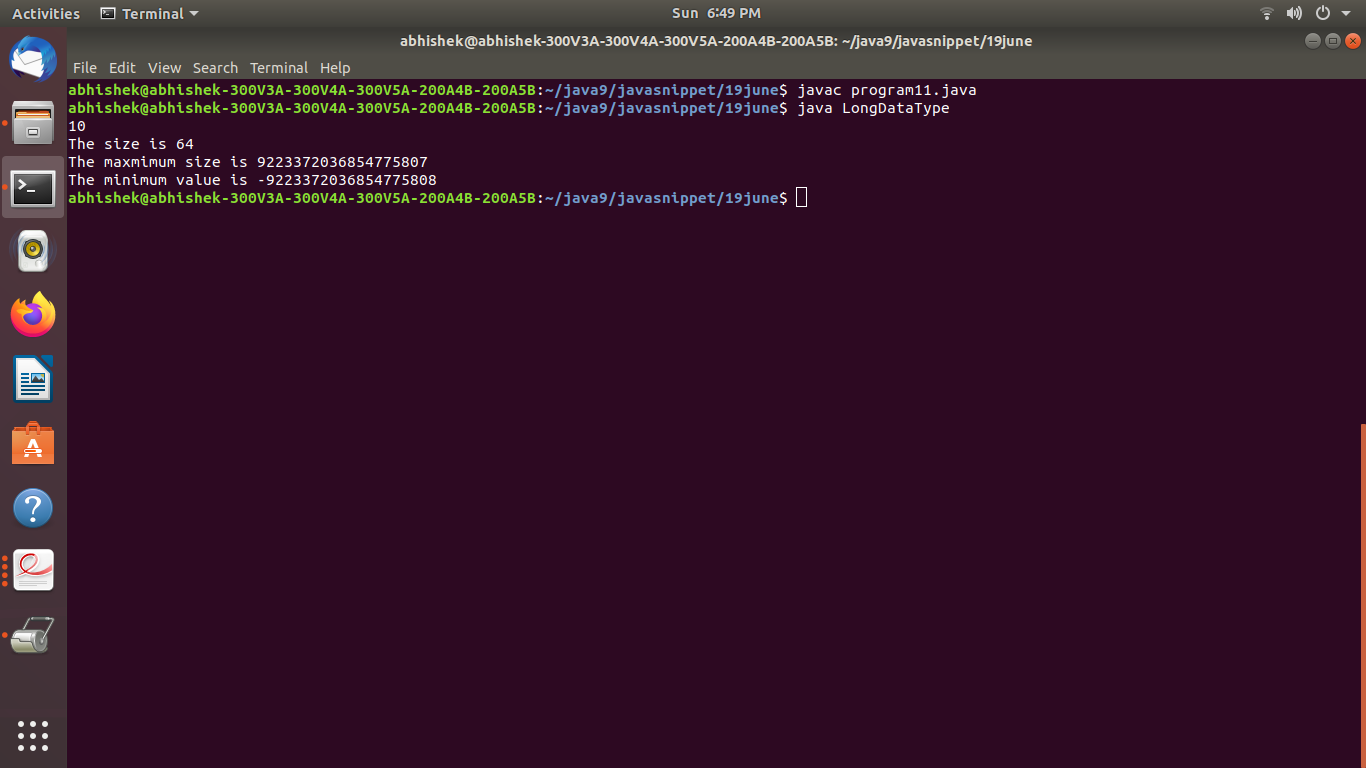 Activities Terminal Sun 6:49 PM
abhishek@abhishek-300V3A-300V4A-300V5A-200A4B-200A5B: ~/java9/javasnippet/19june
File Edit View Search Terminal Help
abhishek@abhishek-300V3A-300V4A-300V5A-200A4B-200A5B:~/java9/javasnippet/19june$ javac program11.java
abhishek@abhishek-300V3A-300V4A-300V5A-200A4B-200A5B:~/java9/javasnippet/19june$ java LongDataType
10
The size is 64
The maxmimum size is 9223372036854775807
The minimum value is -9223372036854775808
abhishek@abhishek-300V3A-300V4A-300V5A-200A4B-200A5B:~/java9/javasnippet/19june$